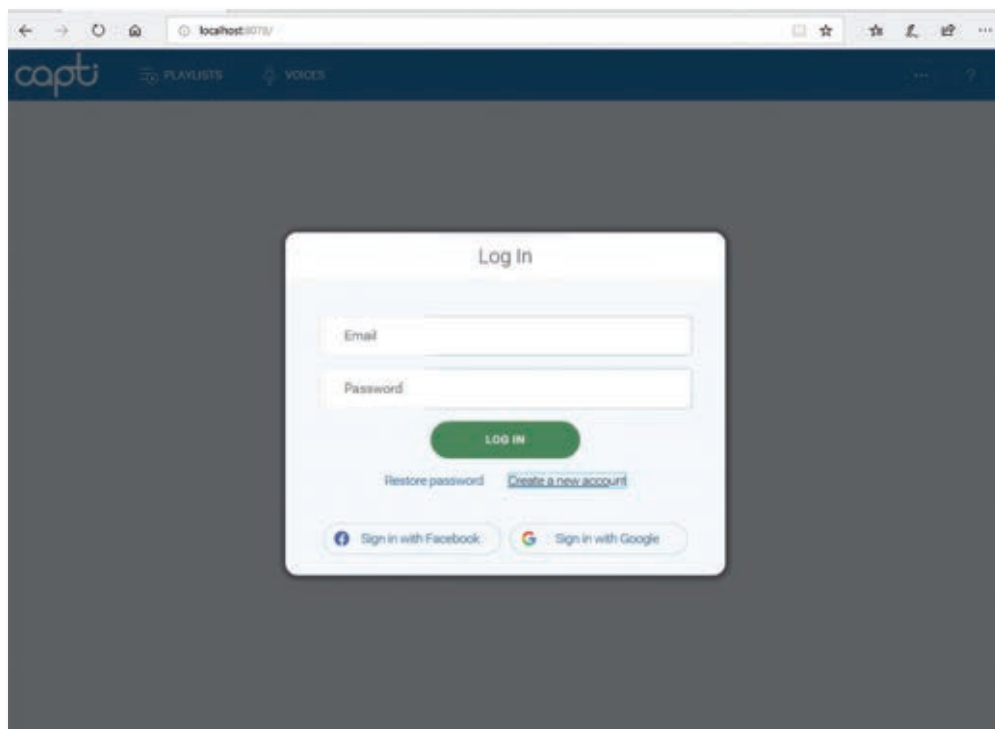 localhost:8078/
capti PLAYLISTS VOICES ?
Log In
Email
Password
LOG IN
Restore password Create a new account
Sign in with Facebook Sign in with Google